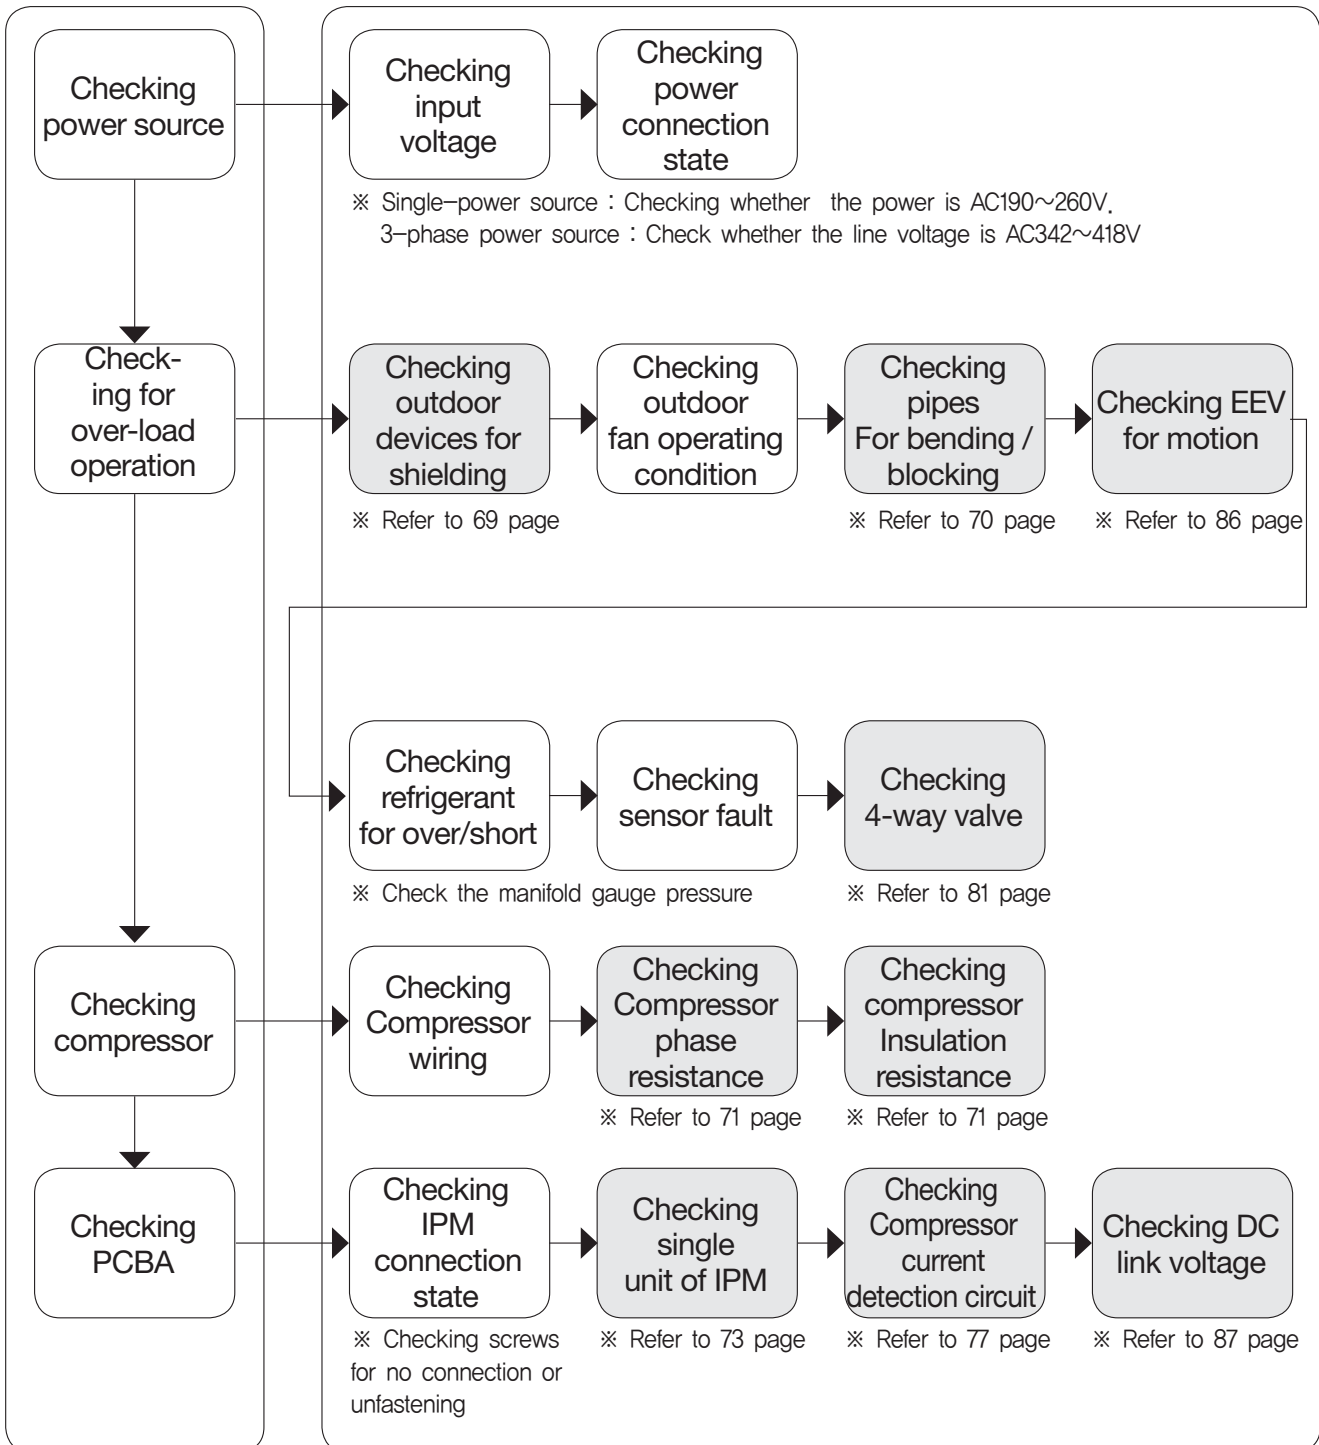 Checking
power source
Checking
input
voltage
Checking
power
connection
state
※ Single-power source : Checking whether the power is AC190~260V.
3-phase power source : Check whether the line voltage is AC342~418V
Check-
ing for
over-load
operation
Checking
outdoor
devices for
shielding
※ Refer to 69 page
Checking
outdoor
fan operating
condition
Checking
pipes
For bending /
blocking
※ Refer to 70 page
Checking EEV
for motion
※ Refer to 86 page
Checking
refrigerant
for over/short
※ Check the manifold gauge pressure
Checking
sensor fault
Checking
4-way valve
※ Refer to 81 page
Checking
compressor
Checking
Compressor
wiring
Checking
Compressor
phase
resistance
※ Refer to 71 page
Checking
compressor
Insulation
resistance
※ Refer to 71 page
Checking
PCBA
Checking
IPM
connection
state
※ Checking screws
for no connection or
unfastening
Checking
single
unit of IPM
※ Refer to 73 page
Checking
Compressor
current
detection circuit
※ Refer to 77 page
Checking DC
link voltage
※ Refer to 87 page